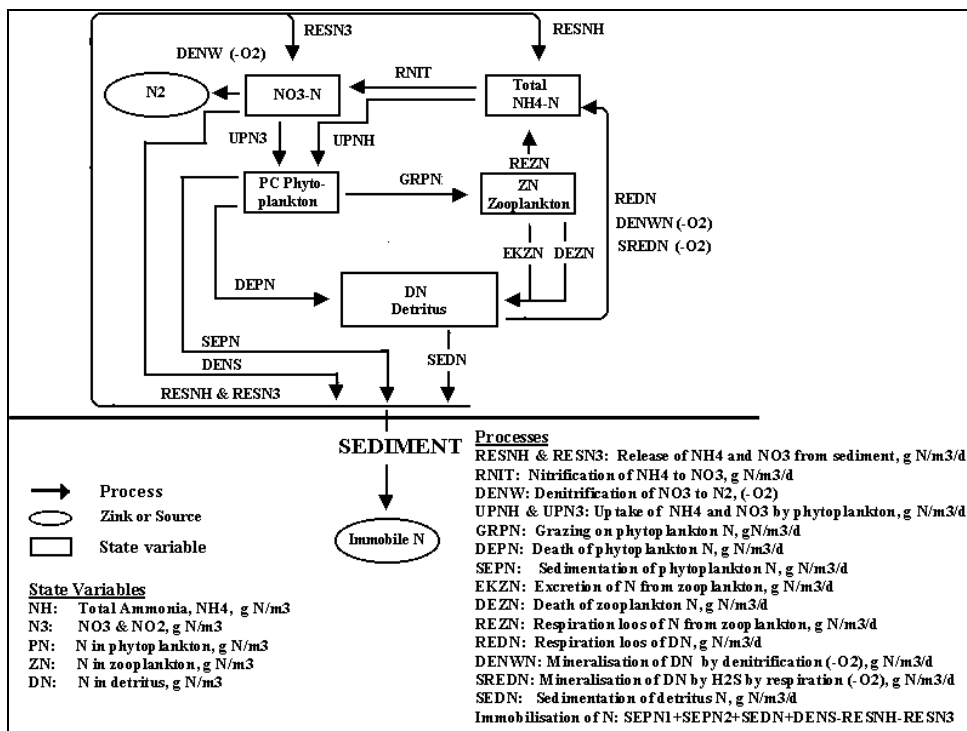 RESN3
RESNH
DENW (-O2)
RNIT
N2
NO3-N
Total
NH4-N
UPN3
UPNH
REZN
PC Phyto-
plankton
GRPN:
ZN
Zooplankton
REDN
DENWN (-O2)
SREDN (-O2)
EKZN
DEZN
DEPN
DN
Detritus
SEPN
SEDN
DENS
RESNH & RESN3
SEDIMENT
Immobile N
Process
Zink or Source
State variable
State Variables
NH: Total Ammonia, NH4, g N/m3
N3: NO3 & NO2, g N/m3
PN: N in phytoplankton, g N/m3
ZN: N in zooplankton, g N/m3
DN: N in detritus, g N/m3
Processes
RESNH & RESN3: Release of NH4 and NO3 from sediment, g N/m3/d
RNIT: Nitrification of NH4 to NO3, g N/m3/d
DENW: Denitrification of NO3 to N2, (-O2)
UPNH & UPN3: Uptake of NH4 and NO3 by phytoplankton, g N/m3/d
GRPN: Grazing on phytoplankton N, gN/m3/d
DEPN: Death of phytoplankton N, g N/m3/d
SEPN: Sedimentation of phytoplankton N, g N/m3/d
EKZN: Excretion of N from zooplankton, g N/m3/d
DEZN: Death of zooplankton N, g N/m3/d
REZN: Respiration loos of N from zooplankton, g N/m3/d
REDN: Respiration loos of DN, g N/m3/d
DENWN: Mineralisation of DN by denitrification (-O2), g N/m3/d
SREDN: Mineralisation of DN by H2S by respiration (-O2), g N/m3/d
SEDN: Sedimentation of detritus N, g N/m3/d
Immobilisation of N: SEPN1+SEPN2+SEDN+DENS-RESNH-RESN3